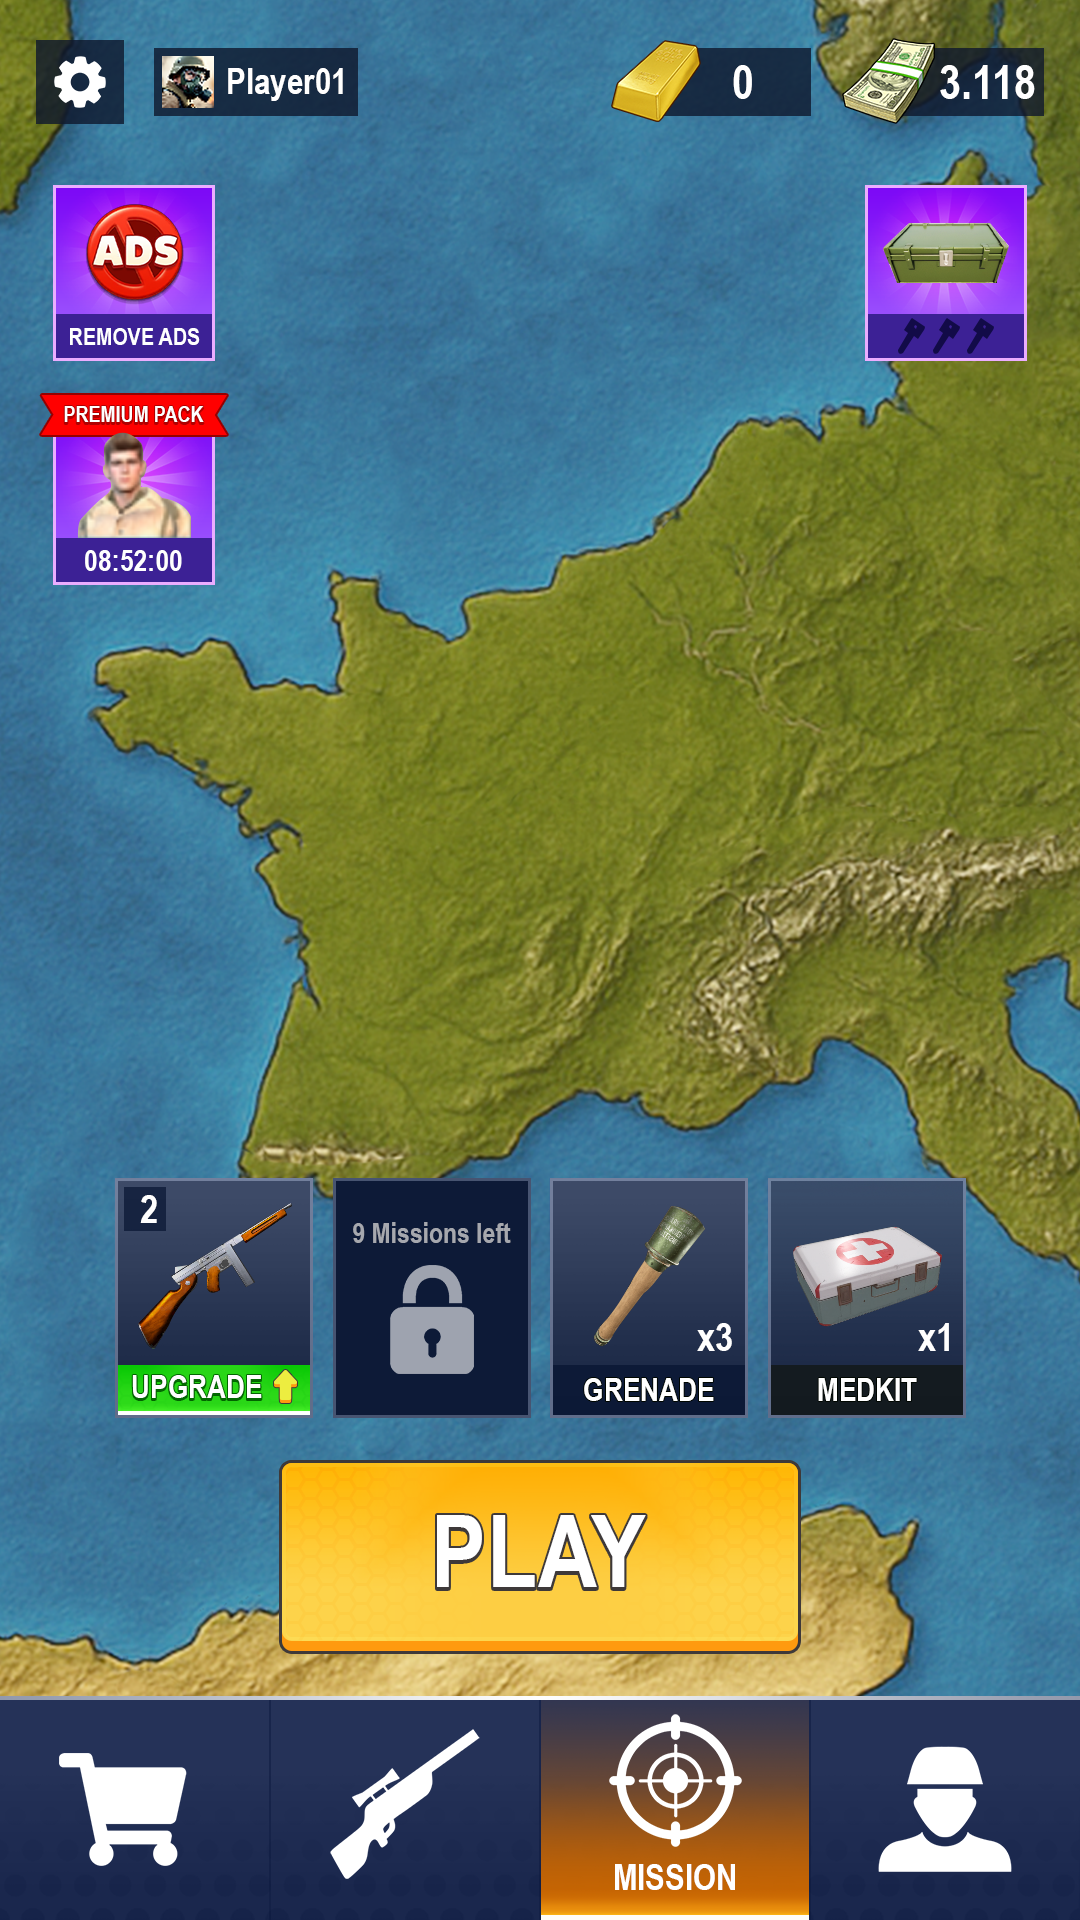 Player01
0
3.118
ADS
REMOVE ADS
PREMIUM PACK
08:52:00
2
UPGRADE
9 Missions left
x3
GRENADE
x1
MEDKIT
PLAY
MISSION